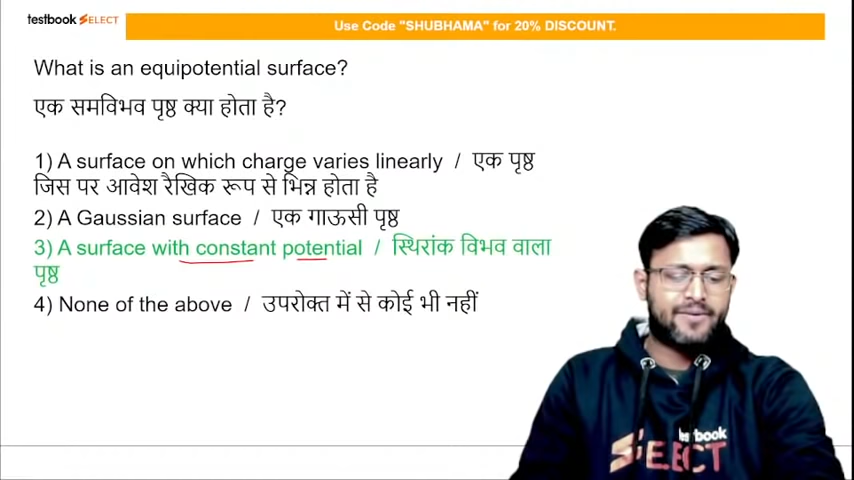 testbook SELECT
Use Code "SHUBHAMA" for 20% DISCOUNT.
What is an equipotential surface?
एक समविभव पृष्ठ क्या होता है?
1) A surface on which charge varies linearly / एक पृष्ठ
जिस पर आवेश रैखिक रूप से भिन्न होता है
2) A Gaussian surface / एक गाऊसी पृष्ठ
3) A surface with constant potential / स्थिरांक विभव वाला
पृष्ठ
4) None of the above / उपरोक्त में से कोई भी नहीं
testbook
SELECT